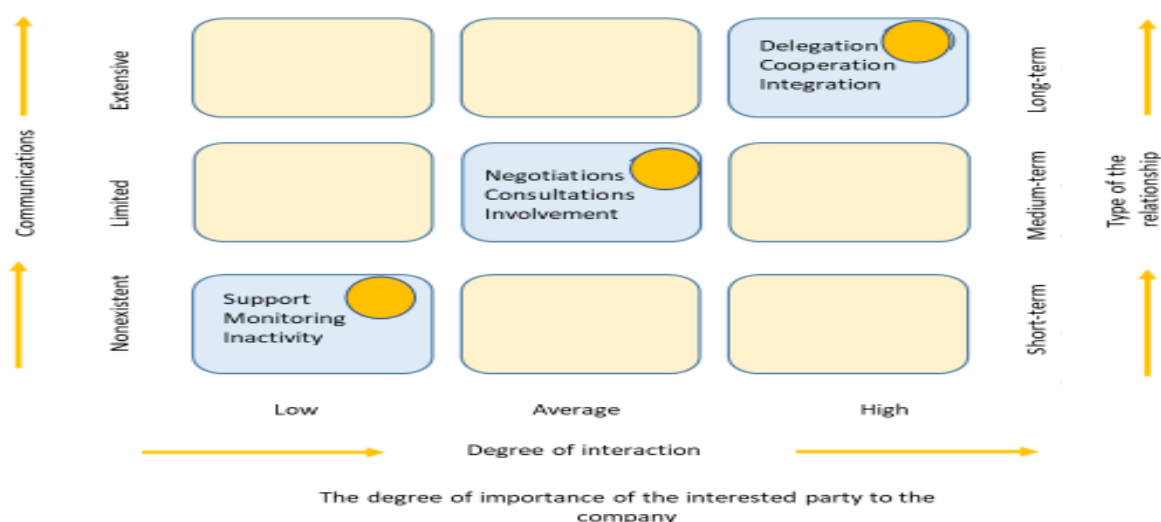 Communications
Extensive
Limited
Nonexistent
Delegation
Cooperation
Integration
Negotiations
Consultations
Involvement
Support
Monitoring
Inactivity
Long-term
Medium-term
Short-term
Type of the
relationship
Low
Average
High
Degree of interaction
The degree of importance of the interested party to the
company